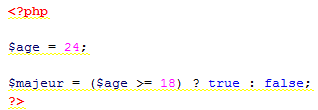 <?php
$age = 24;
$majeur = ($age >= 18) ? true : false;
?>